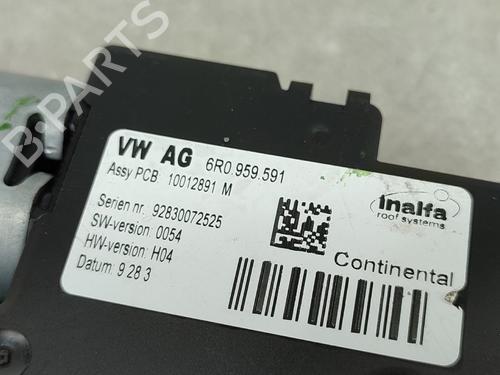 VW AG 6R0.959.591
Assy PCB 10012891 M
Serien nr. 92830072525
SW-version: 0054
HW-version: H04
Datum: 9 28 3
Inalfa
roof systems
Continental
B-PARTS